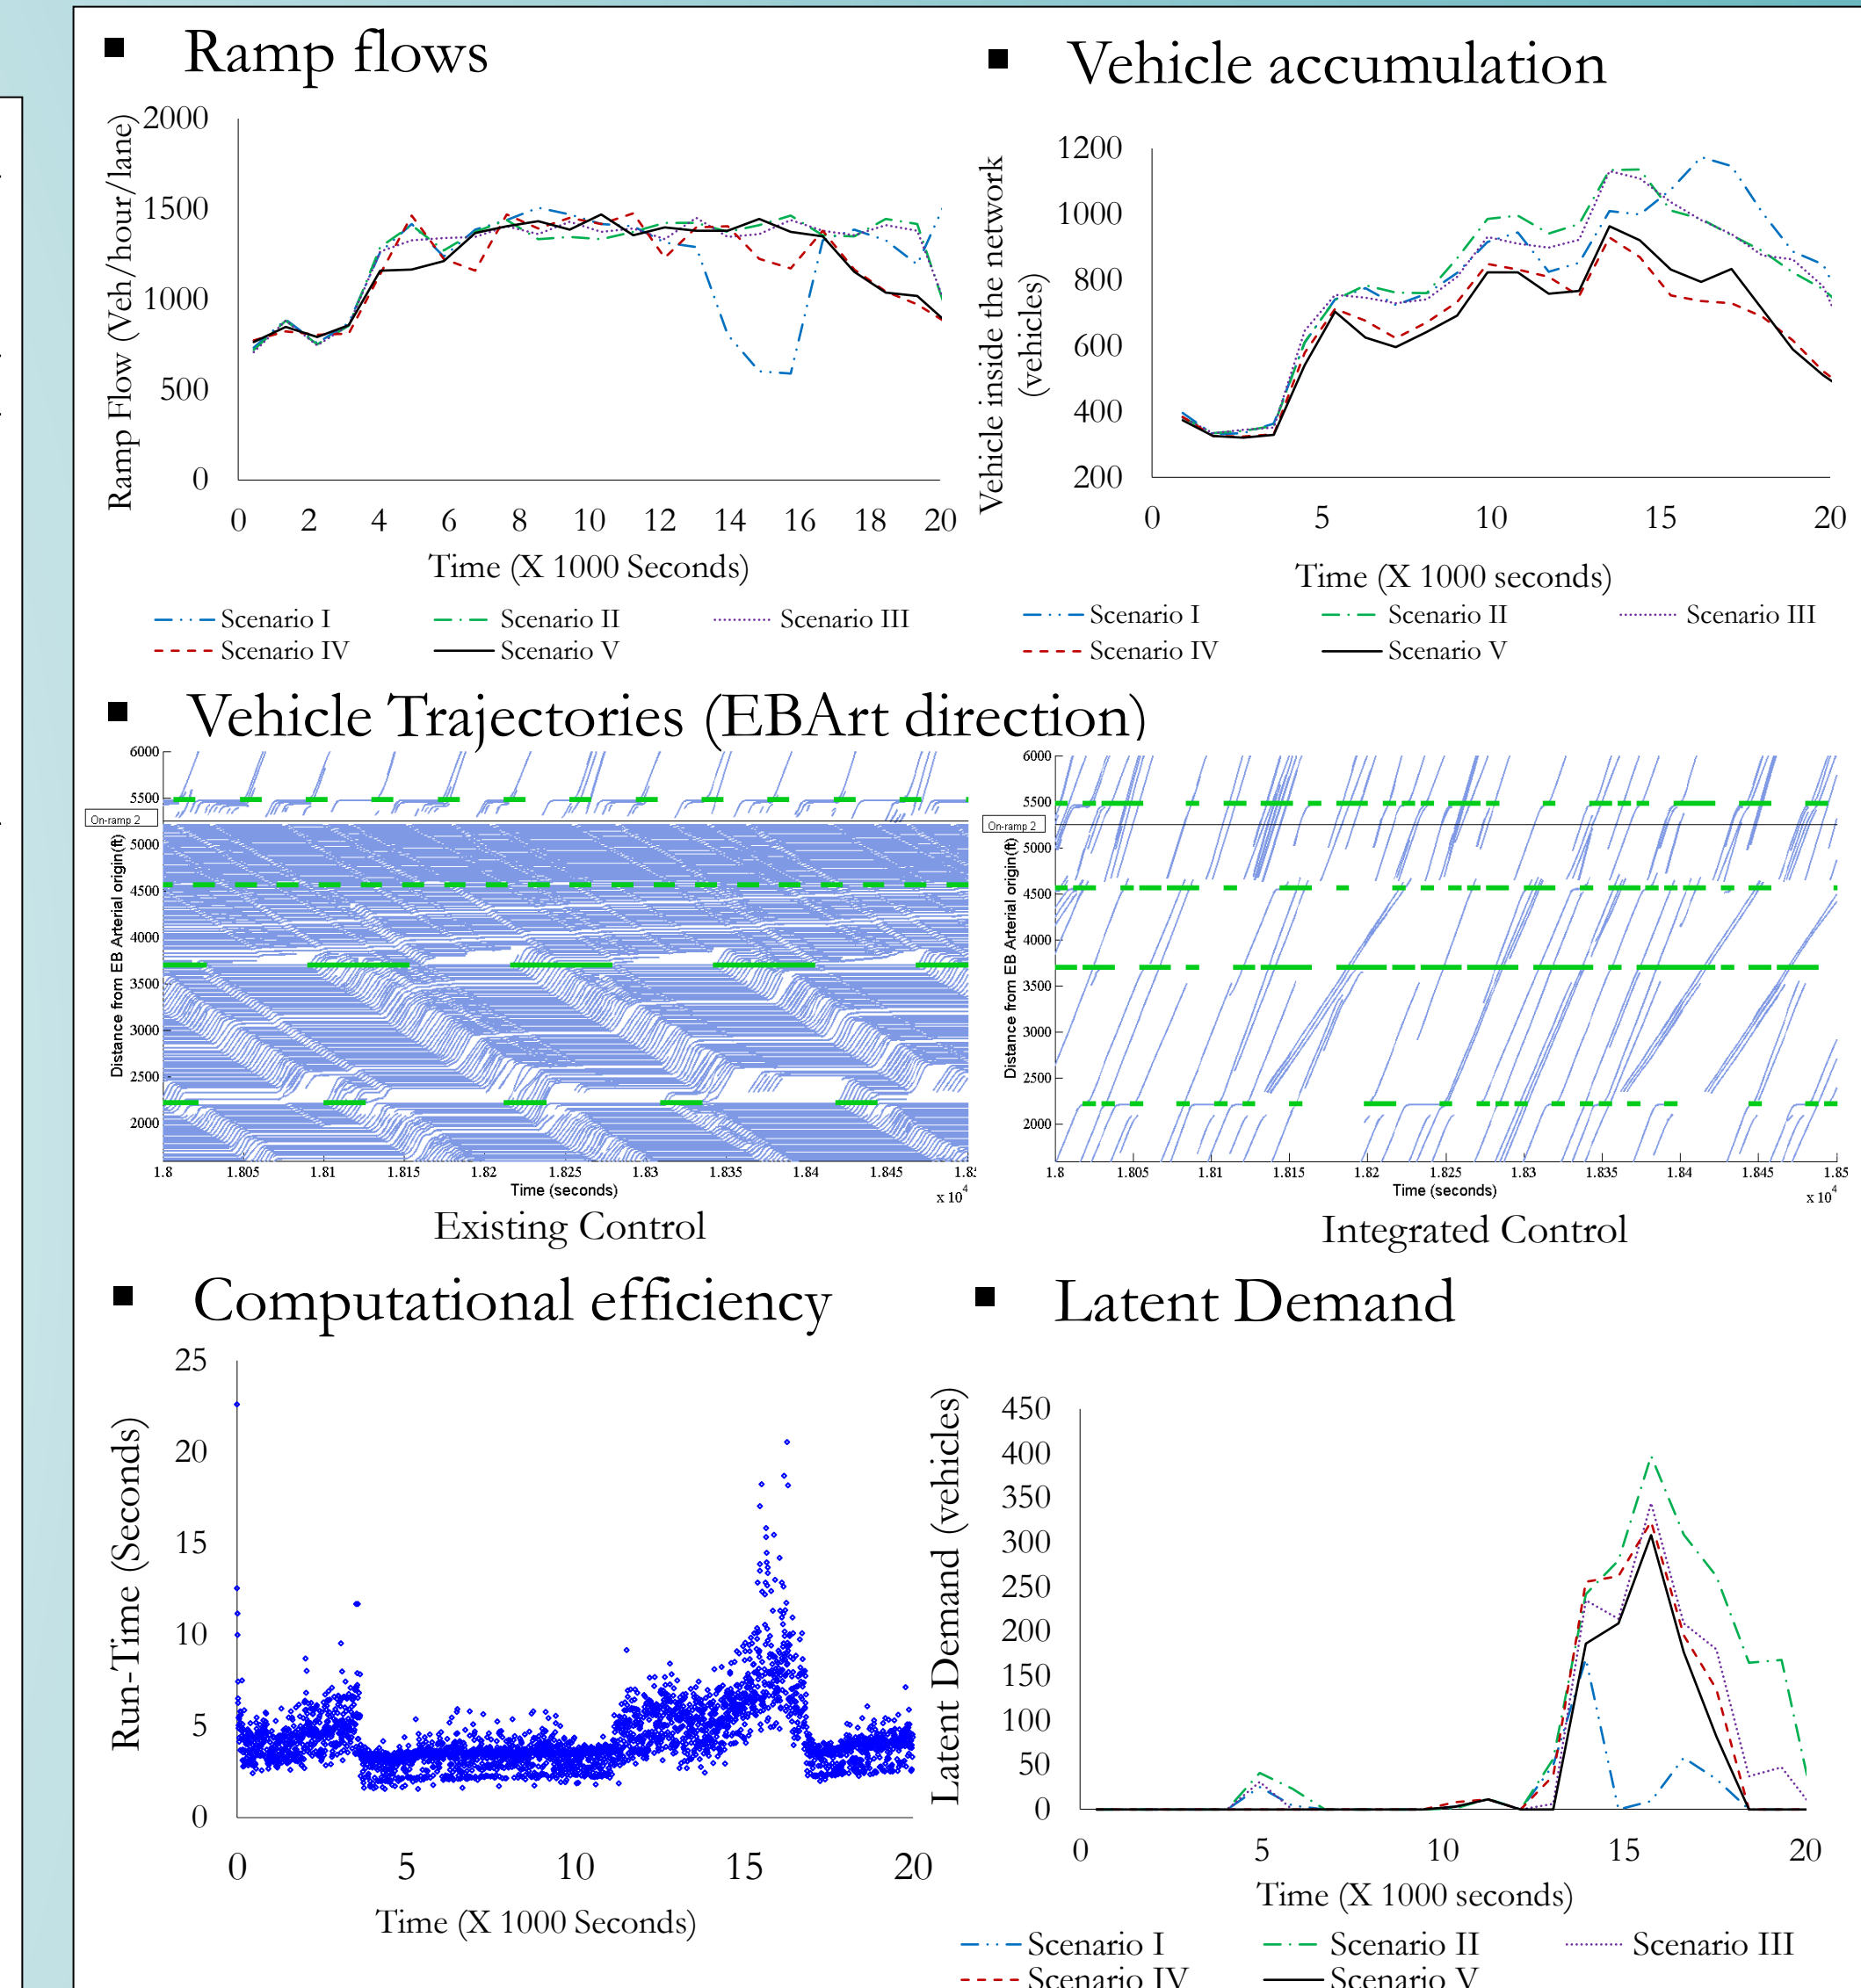 ▪ Ramp flows
2000
1500
1000
500
0
Ramp Flow (Veh/hour/lane)
0 2 4 6 8 10 12 14 16 18 20
Time (X 1000 Seconds)
Scenario I Scenario II Scenario III
Scenario IV Scenario V
▪ Vehicle accumulation
1200
1000
800
600
400
200
Vehicle inside the network
(vehicles)
0 5 10 15 20
Time (X 1000 seconds)
Scenario I Scenario II Scenario III
Scenario IV Scenario V
▪ Vehicle Trajectories (EBArt direction)
6000
5500
On-ramp 2
5000
4500
4000
3500
3000
2500
2000
Distance from EB Arterial origin(ft)
1.8 1.805 1.81 1.815 1.82 1.825 1.83 1.835 1.84 1.845
Time (seconds)
x 10⁴
Existing Control
6000
5500
On-ramp 2
5000
4500
4000
3500
3000
2500
2000
Distance from EB Arterial origin(ft)
1.8 1.805 1.81 1.815 1.82 1.825 1.83 1.835 1.84 1.845 1.85
Time (seconds)
x 10⁴
Integrated Control
▪ Computational efficiency
25
20
15
10
5
0
Run-Time (Seconds)
0 5 10 15 20
Time (X 1000 Seconds)
▪ Latent Demand
450
400
350
300
250
200
150
100
50
0
Latent Demand (vehicles)
0 5 10 15 20
Time (X 1000 seconds)
Scenario I Scenario II Scenario III
Scenario IV Scenario V